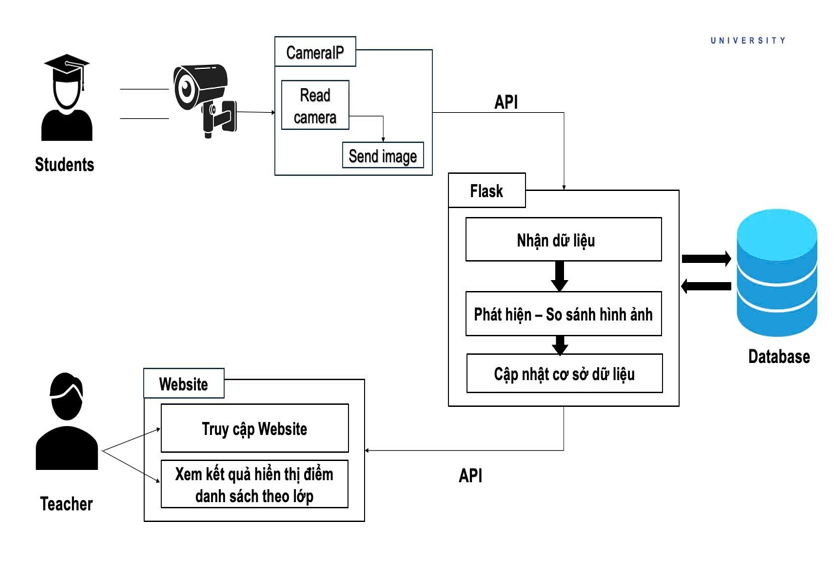 UNIVERSITY
CameraIP
Read
camera
Send image
Students
API
Flask
Nhận dữ liệu
Phát hiện – So sánh hình ảnh
Cập nhật cơ sở dữ liệu
Database
Website
Truy cập Website
Xem kết quả hiển thị điểm
danh sách theo lớp
Teacher
API